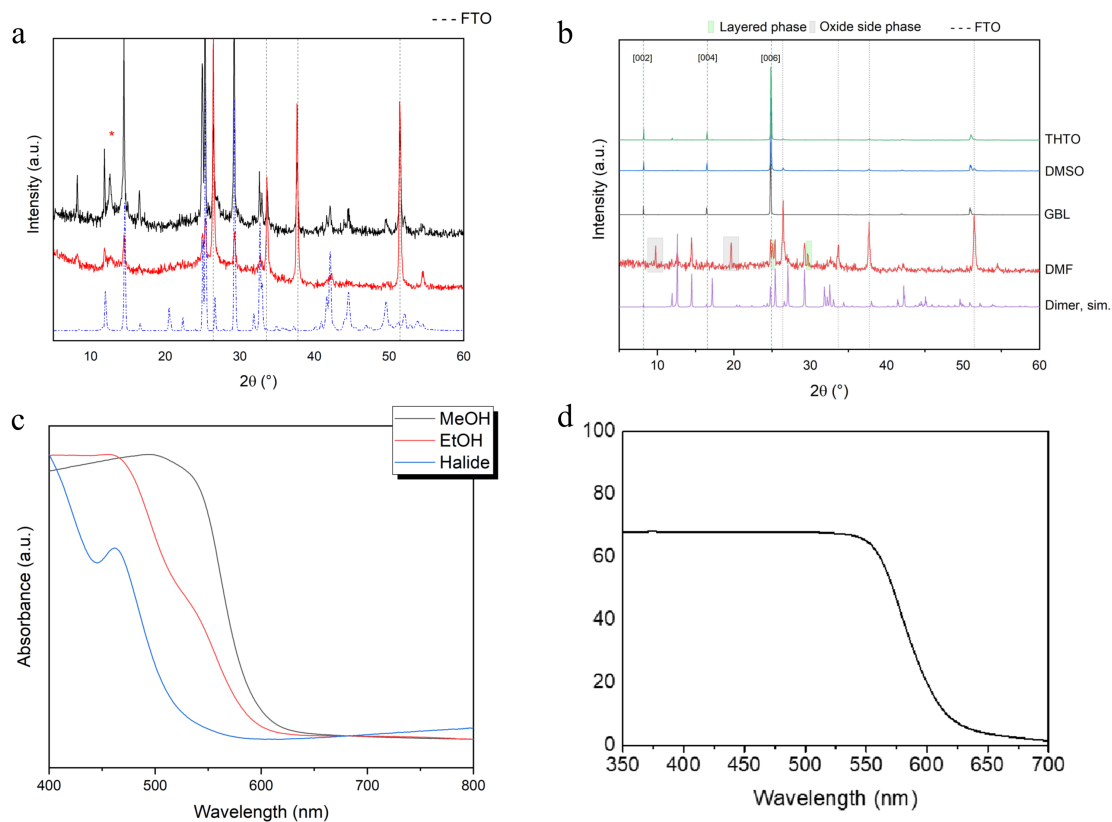 a
--- FTO
*
Intensity (a.u.)
10 20 30 40 50 60
2θ (°)
b
Layered phase Oxide side phase --- FTO
[002] [004] [006]
Intensity (a.u.)
THTO
DMSO
GBL
DMF
Dimer, sim.
10 20 30 40 50 60
2θ (°)
c
MeOH
EtOH
Halide
Absorbance (a.u.)
400 500 600 700 800
Wavelength (nm)
d
100
80
60
40
20
0
350 400 450 500 550 600 650 700
Wavelength (nm)